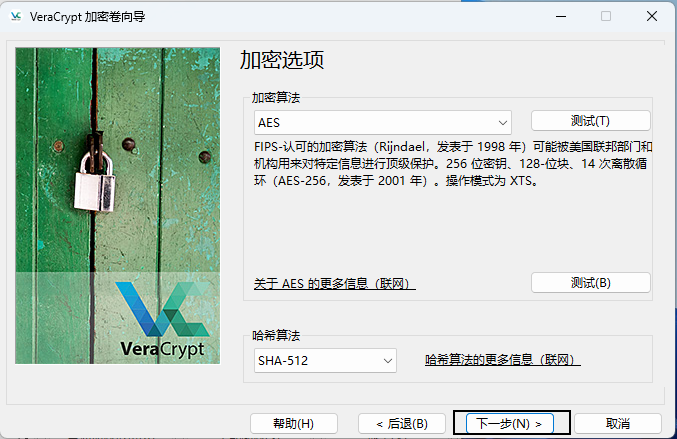 VeraCrypt 加密卷向导
加密选项
加密算法
AES
测试(T)
FIPS-认可的加密算法（Rijndael，发表于 1998 年）可能被美国联邦部门和
机构用来对特定信息进行顶级保护。256 位密钥、128-位块、14 次离散循
环（AES-256，发表于 2001 年）。操作模式为 XTS。
关于 AES 的更多信息（联网）
测试(B)
VeraCrypt
哈希算法
SHA-512
哈希算法的更多信息（联网）
帮助(H)
< 后退(B)
下一步(N) >
取消